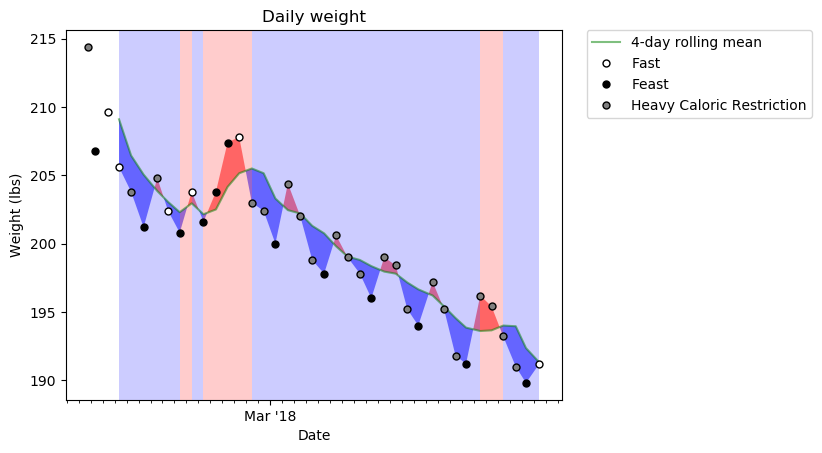 Daily weight
215
210
205
200
195
190
Weight (lbs)
Mar '18
Date
4-day rolling mean
Fast
Feast
Heavy Caloric Restriction